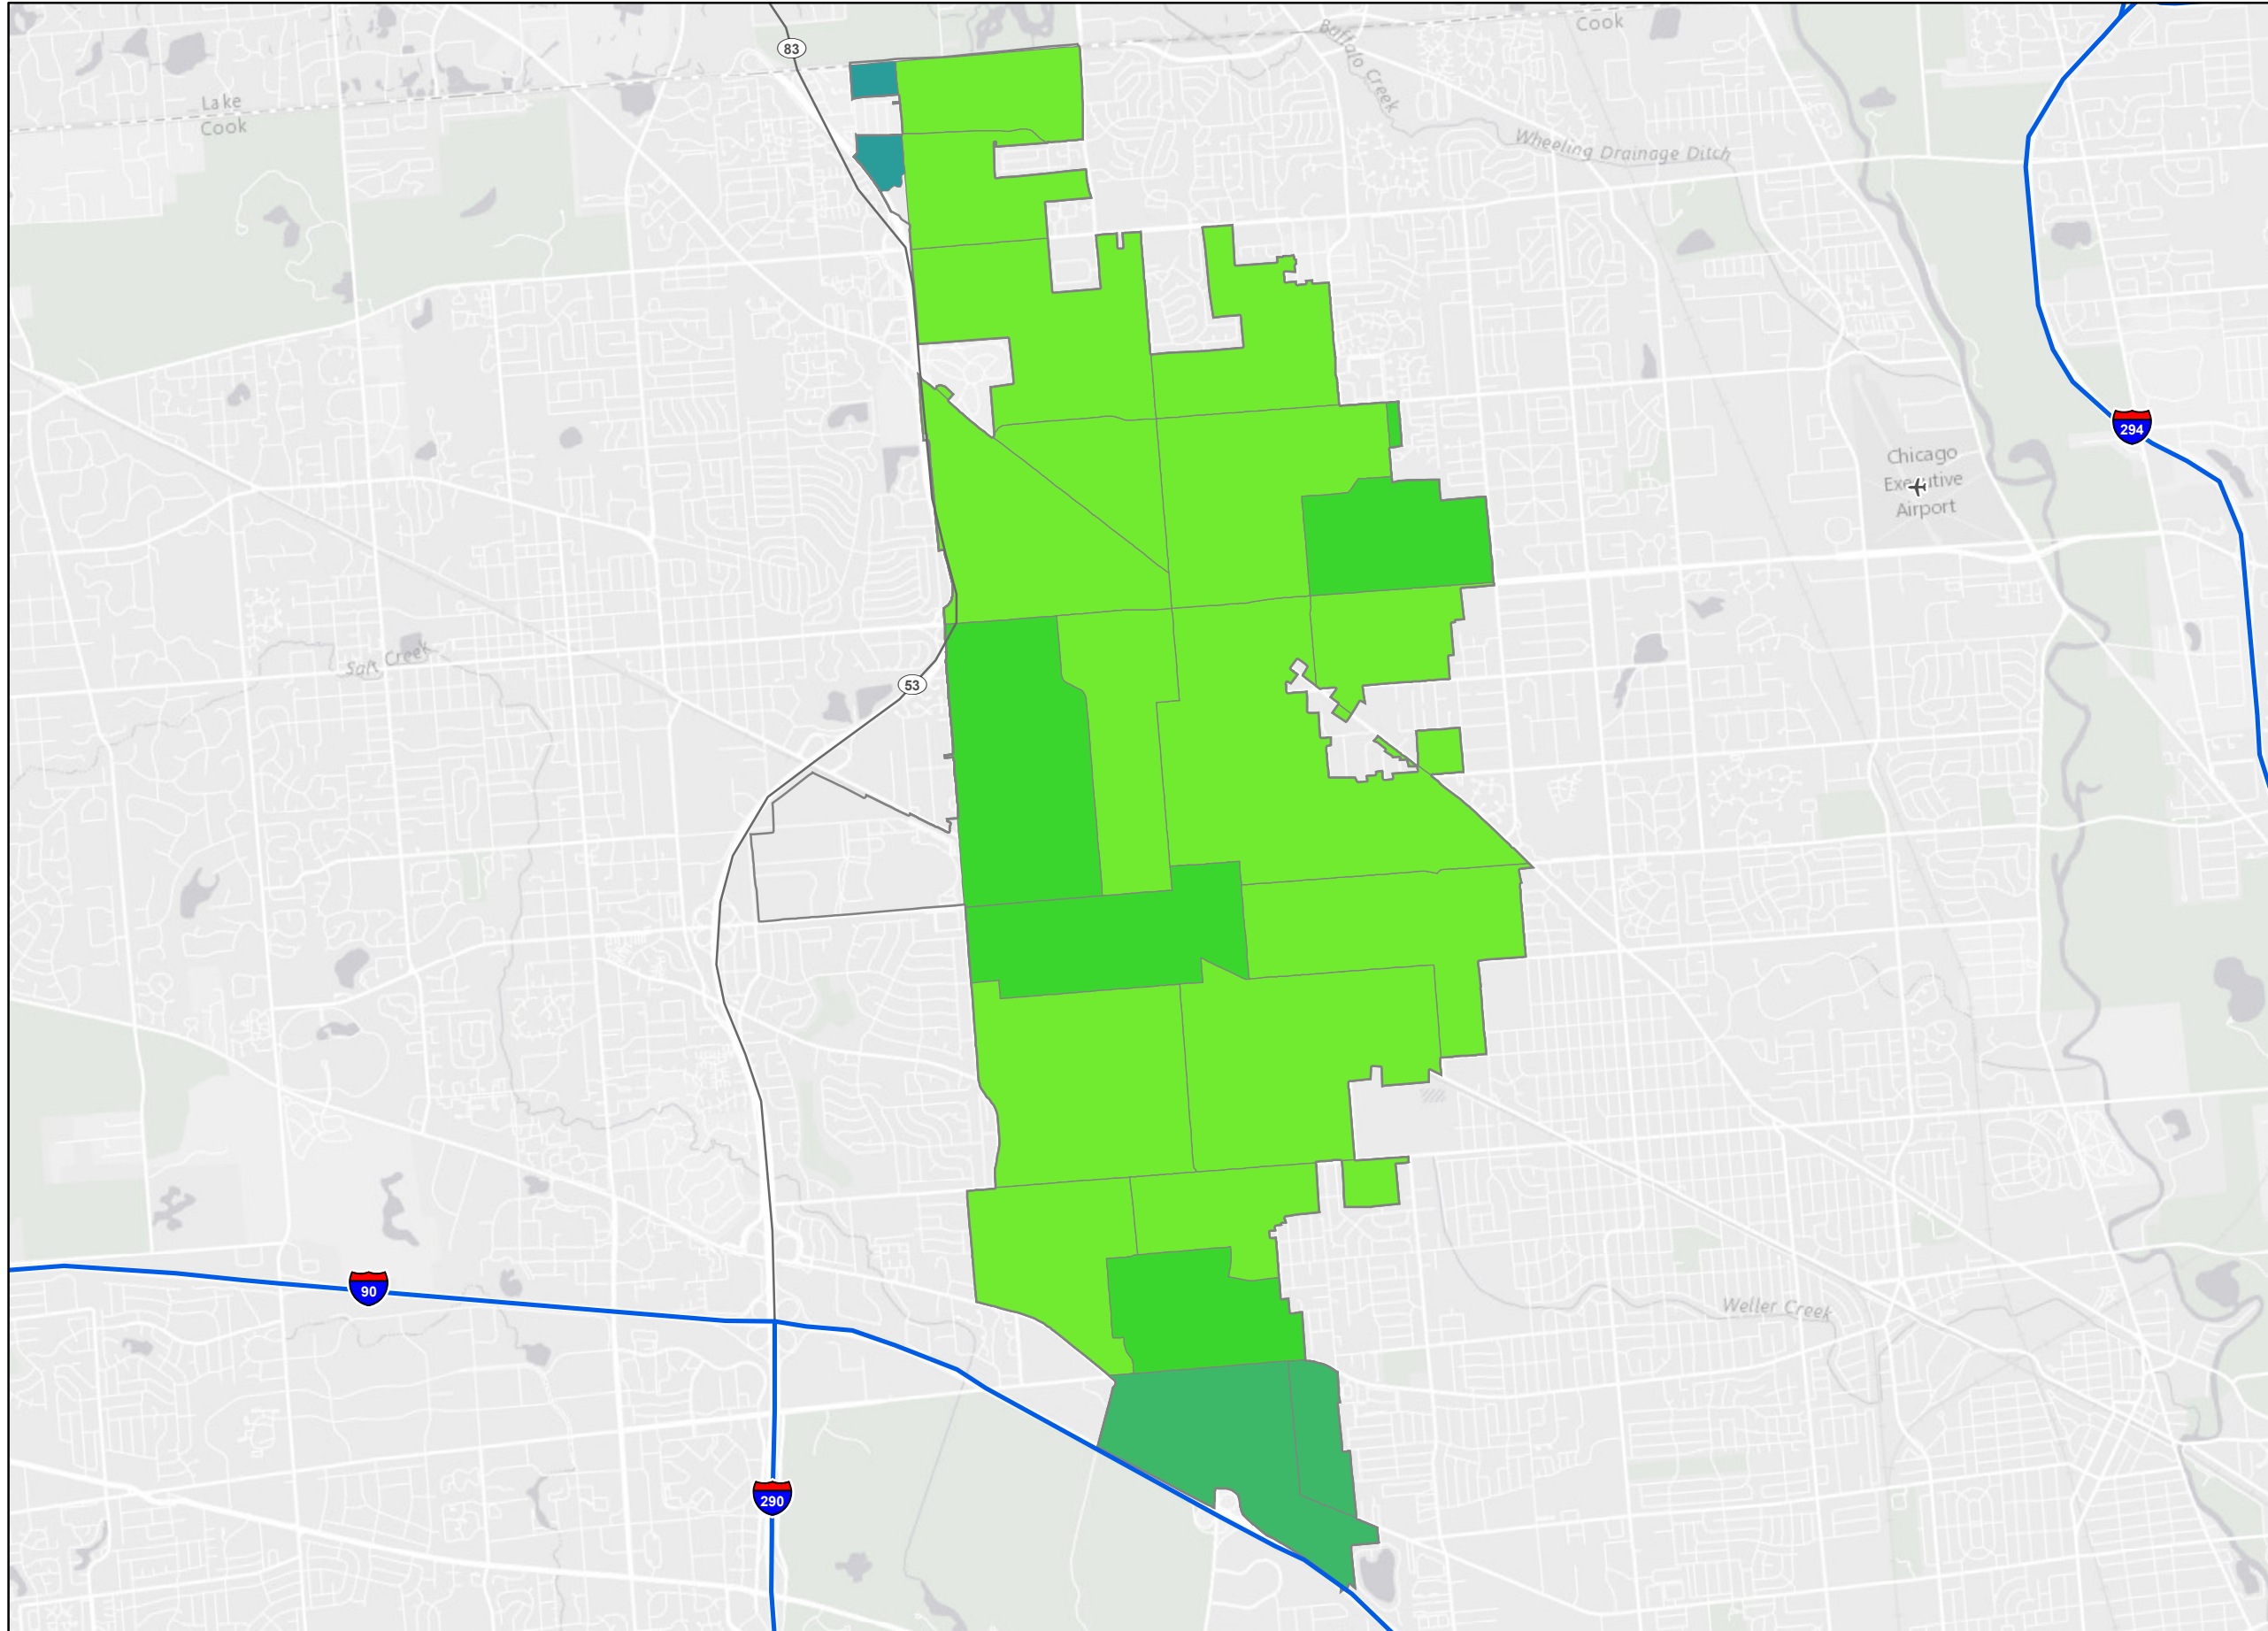 Cook
83
Buffalo Creek
Lake
Cook
Wheeling Drainage Ditch
294
Chicago
Executive
Airport
Salt Creek
53
90
Weller Creek
290